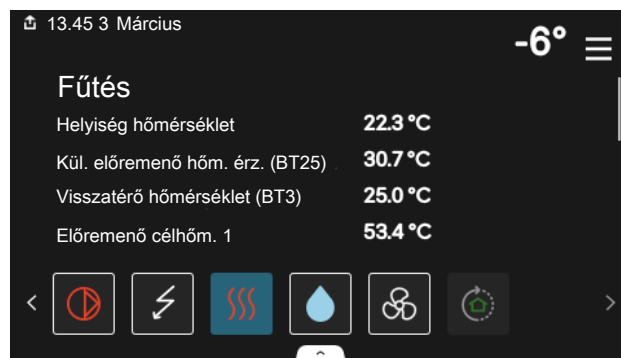 13.45 3 Március
-6°
Fűtés
Helyiség hőmérséklet 22.3 °C
Kül. előremenő hőm. érz. (BT25) 30.7 °C
Visszatérő hőmérséklet (BT3) 25.0 °C
Előremenő célhőm. 1 53.4 °C